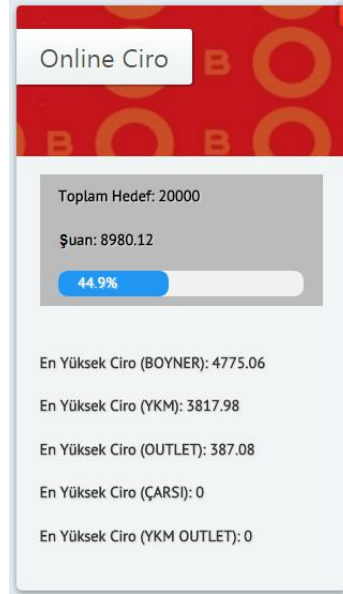 Online Ciro
B
B
B
Toplam Hedef: 20000
Şuan: 8980.12
44.9%
En Yüksek Ciro (BOYNER): 4775.06
En Yüksek Ciro (YKM): 3817.98
En Yüksek Ciro (OUTLET): 387.08
En Yüksek Ciro (ÇARSI): 0
En Yüksek Ciro (YKM OUTLET): 0